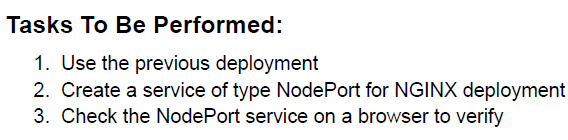 Tasks To Be Performed:
1. Use the previous deployment
2. Create a service of type NodePort for NGINX deployment
3. Check the NodePort service on a browser to verify